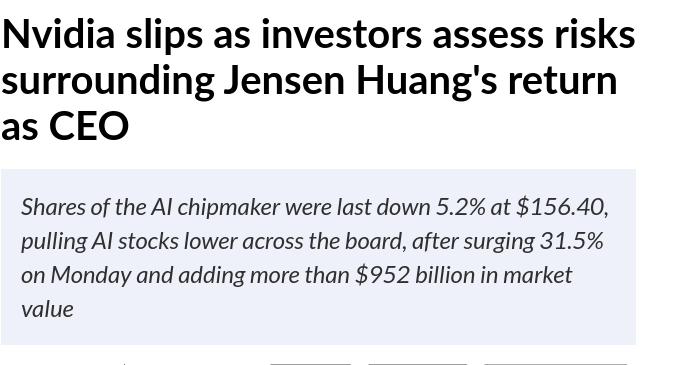 Nvidia slips as investors assess risks
surrounding Jensen Huang's return
as CEO
Shares of the AI chipmaker were last down 5.2% at $156.40,
pulling AI stocks lower across the board, after surging 31.5%
on Monday and adding more than $952 billion in market
value